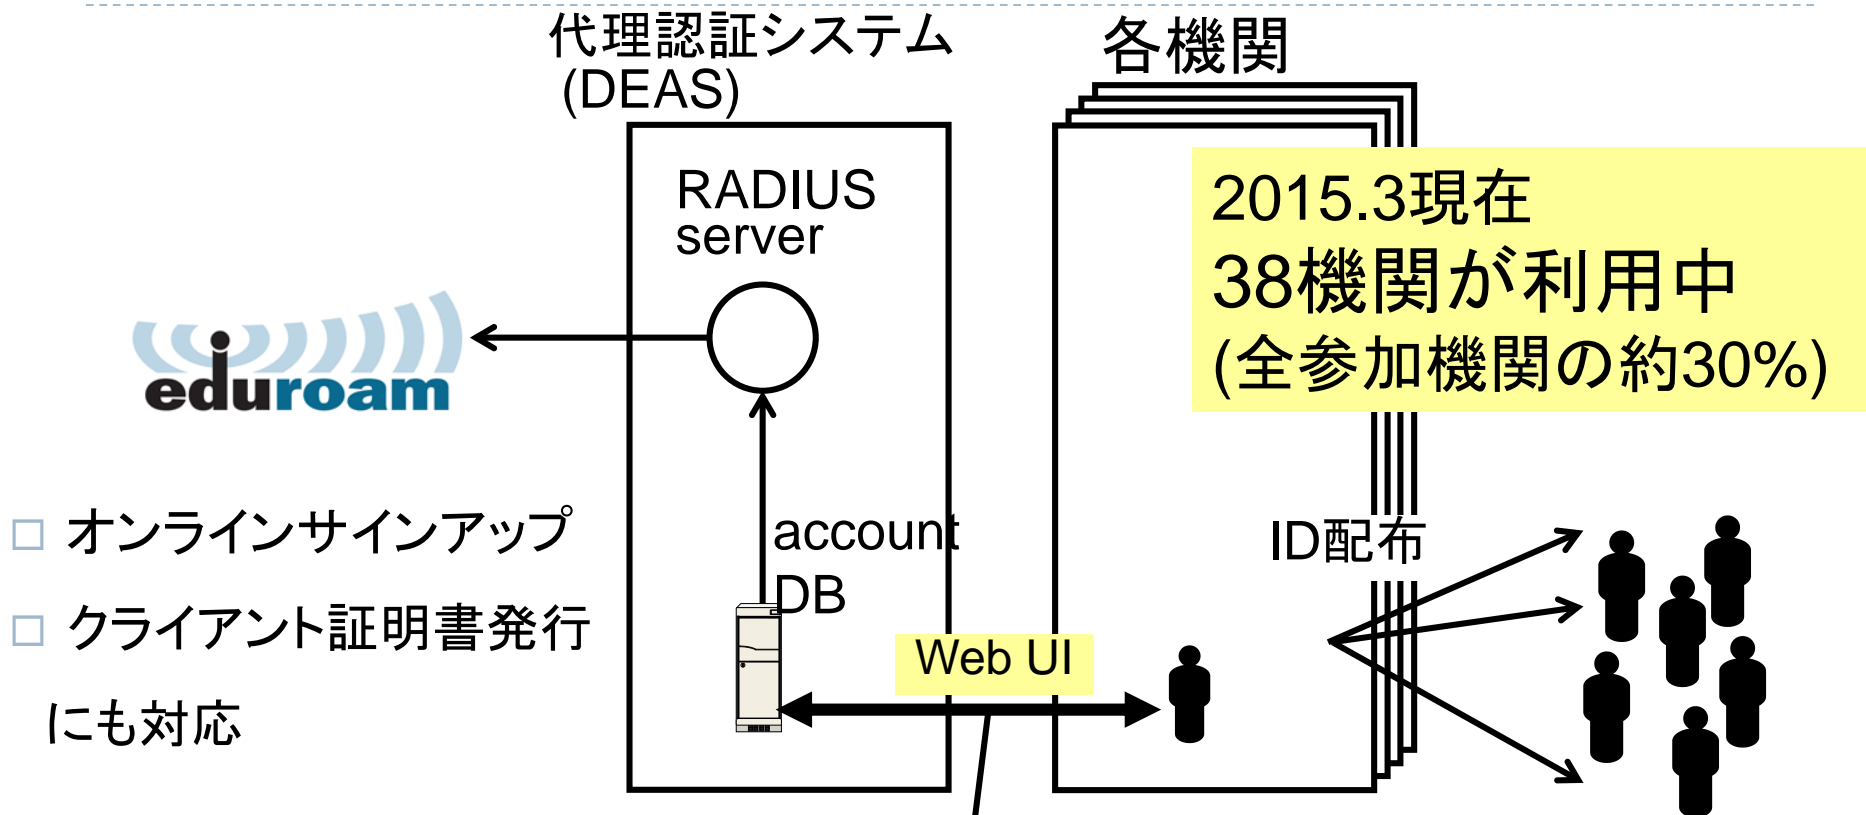 代理認証システム
(DEAS)
各機関
RADIUS
server
2015.3現在
38機関が利用中
(全参加機関の約30%)
eduroam
オンラインサインアップ
クライアント証明書発行
にも対応
account
DB
Web UI
ID配布